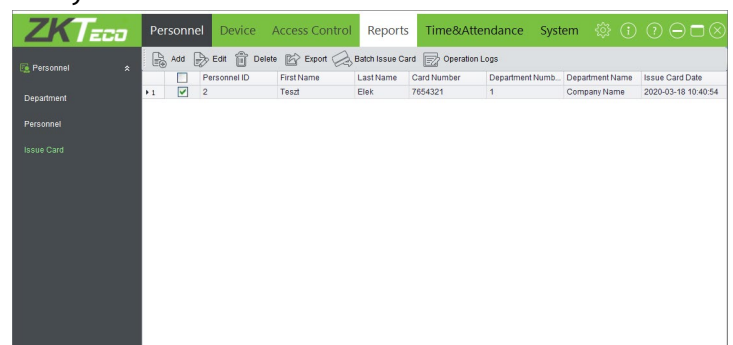 ZKTeco
Personnel Device Access Control Reports Time&Attendance System
Personnel
Department
Personnel
Issue Card
Add Edit Delete Export Batch Issue Card Operation Logs
Personnel ID First Name Last Name Card Number Department Numb... Department Name Issue Card Date
1 2 Teszt Elek 7654321 1 Company Name 2020-03-18 10:40:54